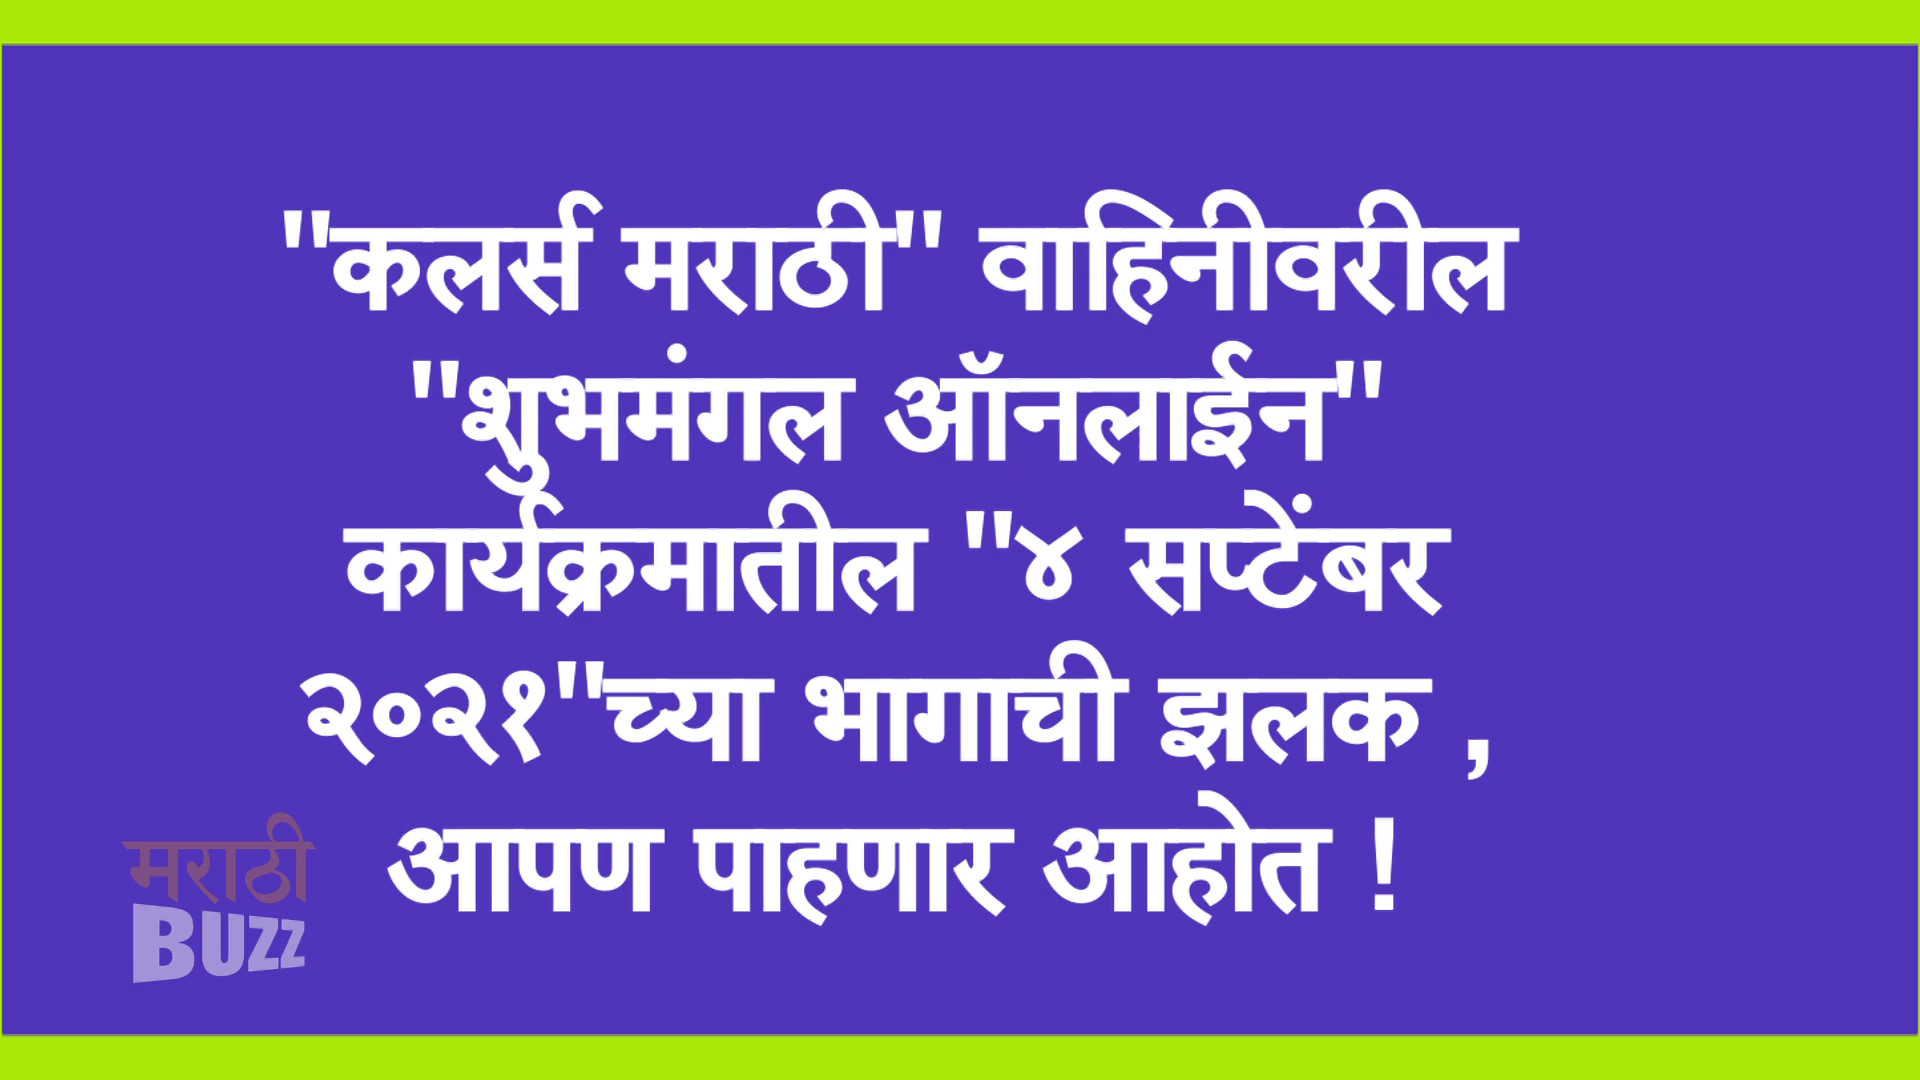 "कलर्स मराठी" वाहिनीवरील
"शुभमंगल ऑनलाईन"
कार्यक्रमातील "४ सप्टेंबर
२०२१"च्या भागाची झलक ,
आपण पाहणार आहोत !
मराठी
BUZZ